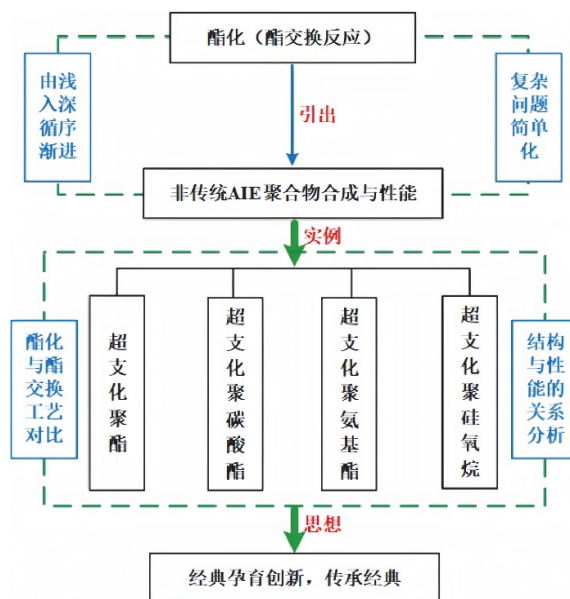 酯化（酯交换反应）
由浅
入深
循序
渐进
复杂
问题
简单
化
引出
非传统AIE聚合物合成与性能
实例
酯化
与酯
交换
工艺
对比
超支化聚酯
超支化聚碳酸酯
超支化聚氨基酯
超支化聚硅氧烷
结构
与性
能的
关系
分析
思想
经典孕育创新，传承经典